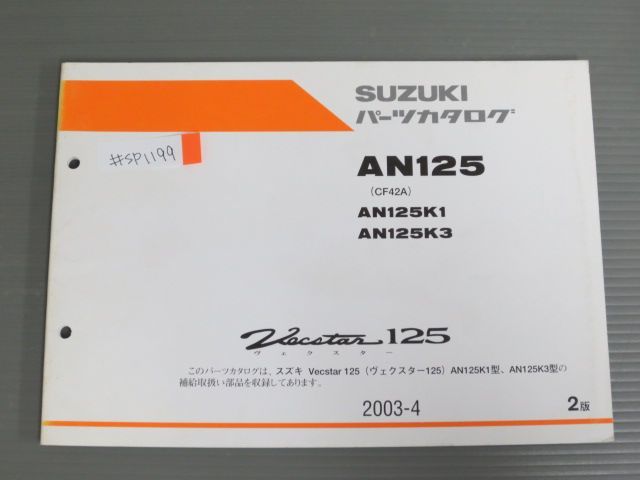 SUZUKI
パーツカタログ
#SP1199
AN125
(CF42A)
AN125K1
AN125K3
Vecstar 125
ヴェクスター
このパーツカタログは、スズキ Vecstar 125（ヴェクスター125）AN125K1型、AN125K3型の
補給取扱い部品を収録してあります。
2003-4
2版